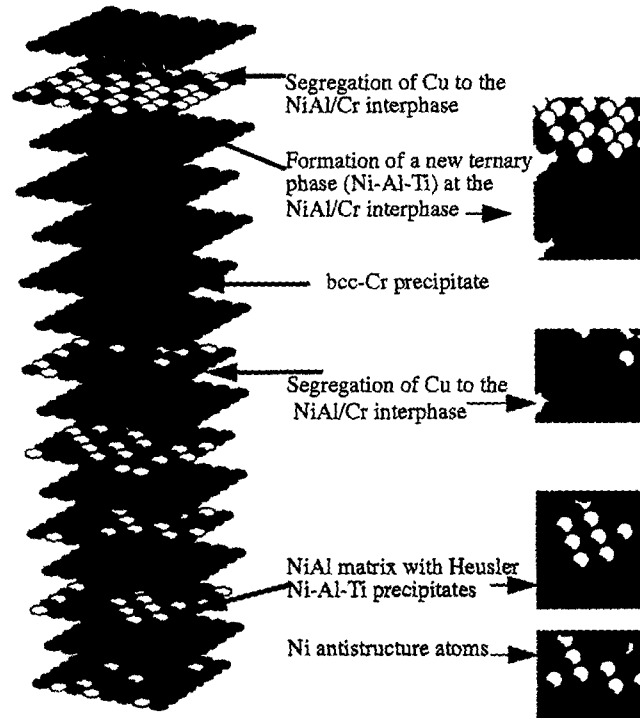 Segregation of Cu to the
NiAl/Cr interphase
Formation of a new ternary
phase (Ni-Al-Ti) at the
NiAl/Cr interphase
bcc-Cr precipitate
Segregation of Cu to the
NiAl/Cr interphase
NiAl matrix with Heusler
Ni-Al-Ti precipitates
Ni antistructure atoms